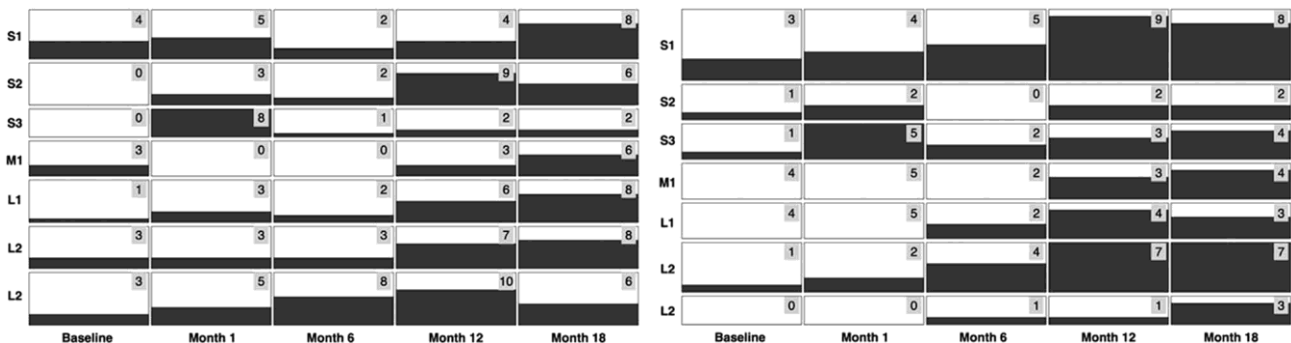 S1 4 5 2 4 8
S2 0 3 2 9 6
S3 0 8 1 2 2
M1 3 0 0 3 6
L1 1 3 2 6 8
L2 3 3 3 7 8
L2 3 5 8 10 6
Baseline Month 1 Month 6 Month 12 Month 18
S1 3 4 5 9 8
S2 1 2 0 2 2
S3 1 5 2 3 4
M1 4 5 2 3 4
L1 4 5 2 4 3
L2 1 2 4 7 7
L2 0 0 1 1 3
Baseline Month 1 Month 6 Month 12 Month 18